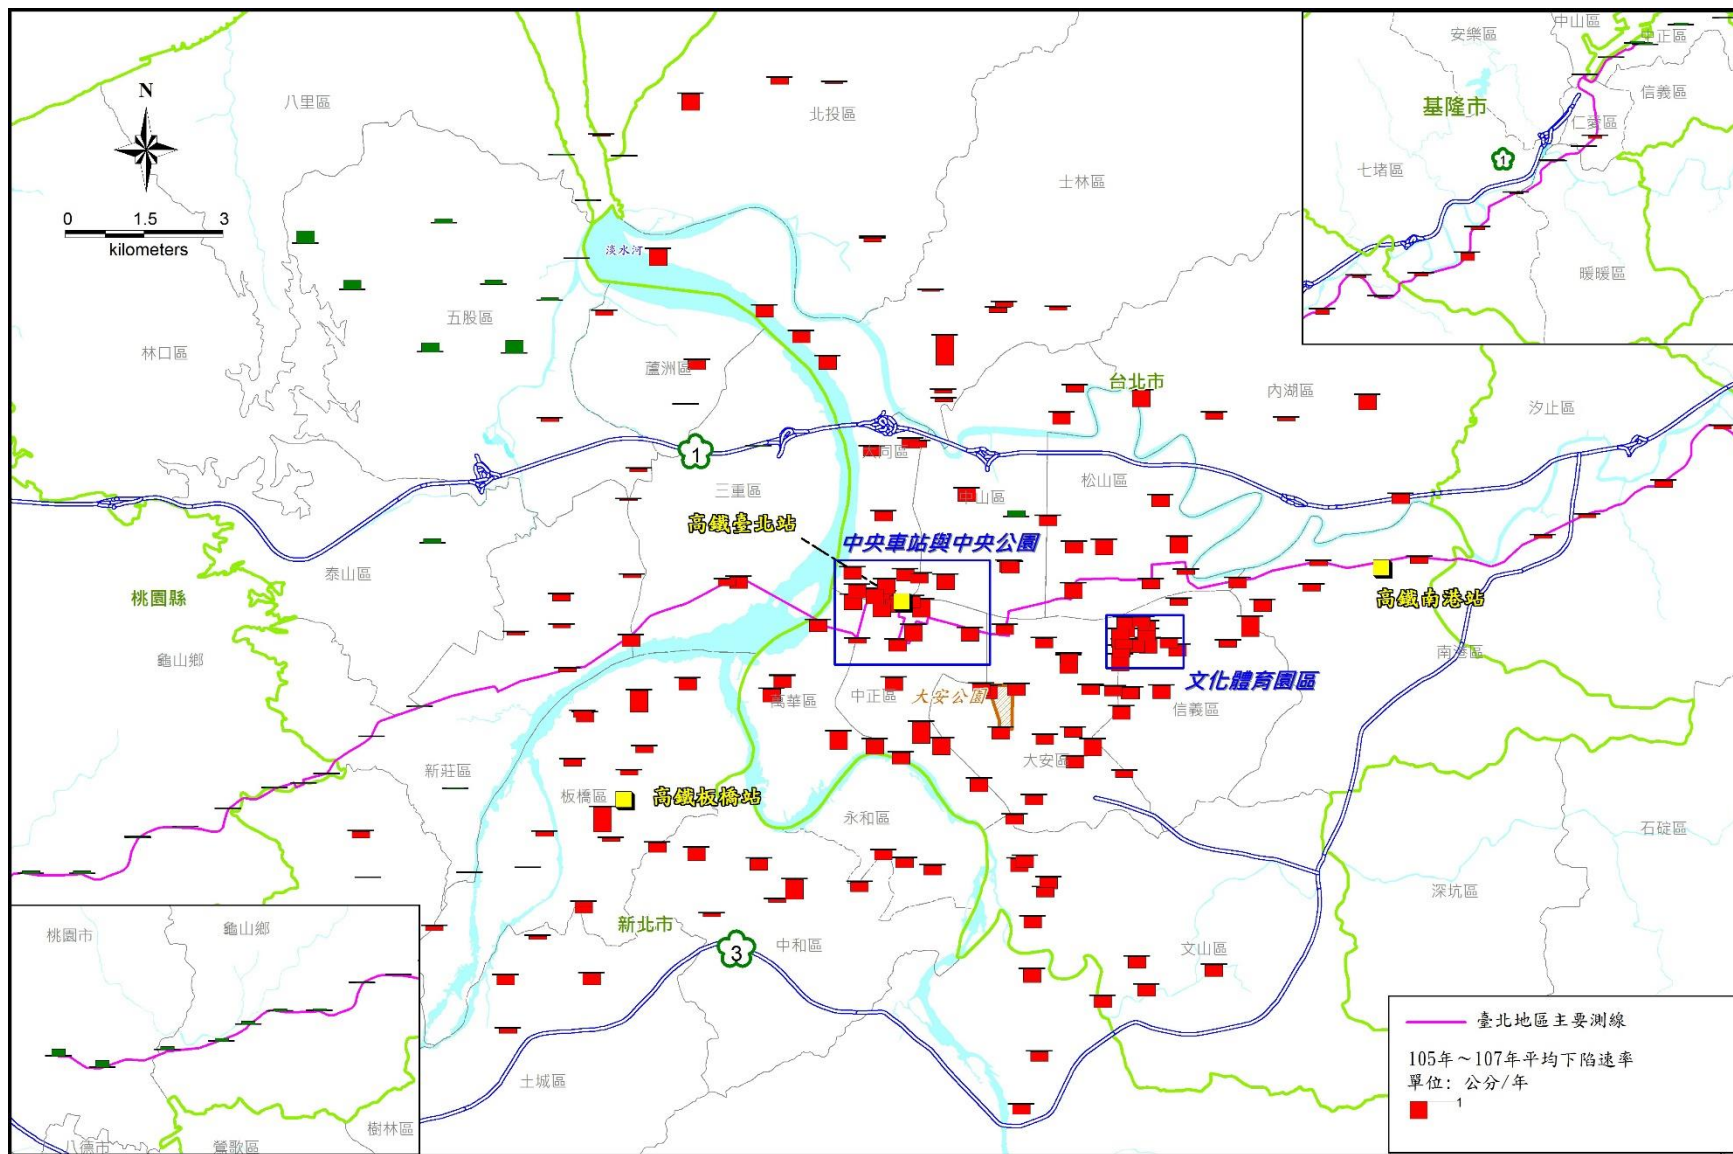 N
0 1.5 3
kilometers
八里區
北投區
士林區
淡水河
五股區
林口區
蘆洲區
台北市
內湖區
汐止區
1
大同區
三重區
中山區
松山區
高鐵臺北站
中央車站與中央公園
泰山區
桃園縣
高鐵南港站
龜山鄉
南港區
文化體育園區
萬華區
中正區
大安公園
信義區
新莊區
大安區
板橋區
高鐵板橋站
永和區
石碇區
深坑區
新北市
中和區
3
文山區
土城區
中山區
安樂區
中正區
信義區
基隆市
仁愛區
七堵區
1
暖暖區
桃園市
龜山鄉
樹林區
八德市
鶯歌區
臺北地區主要測線
105年～107年平均下陷速率
單位: 公分/年
1